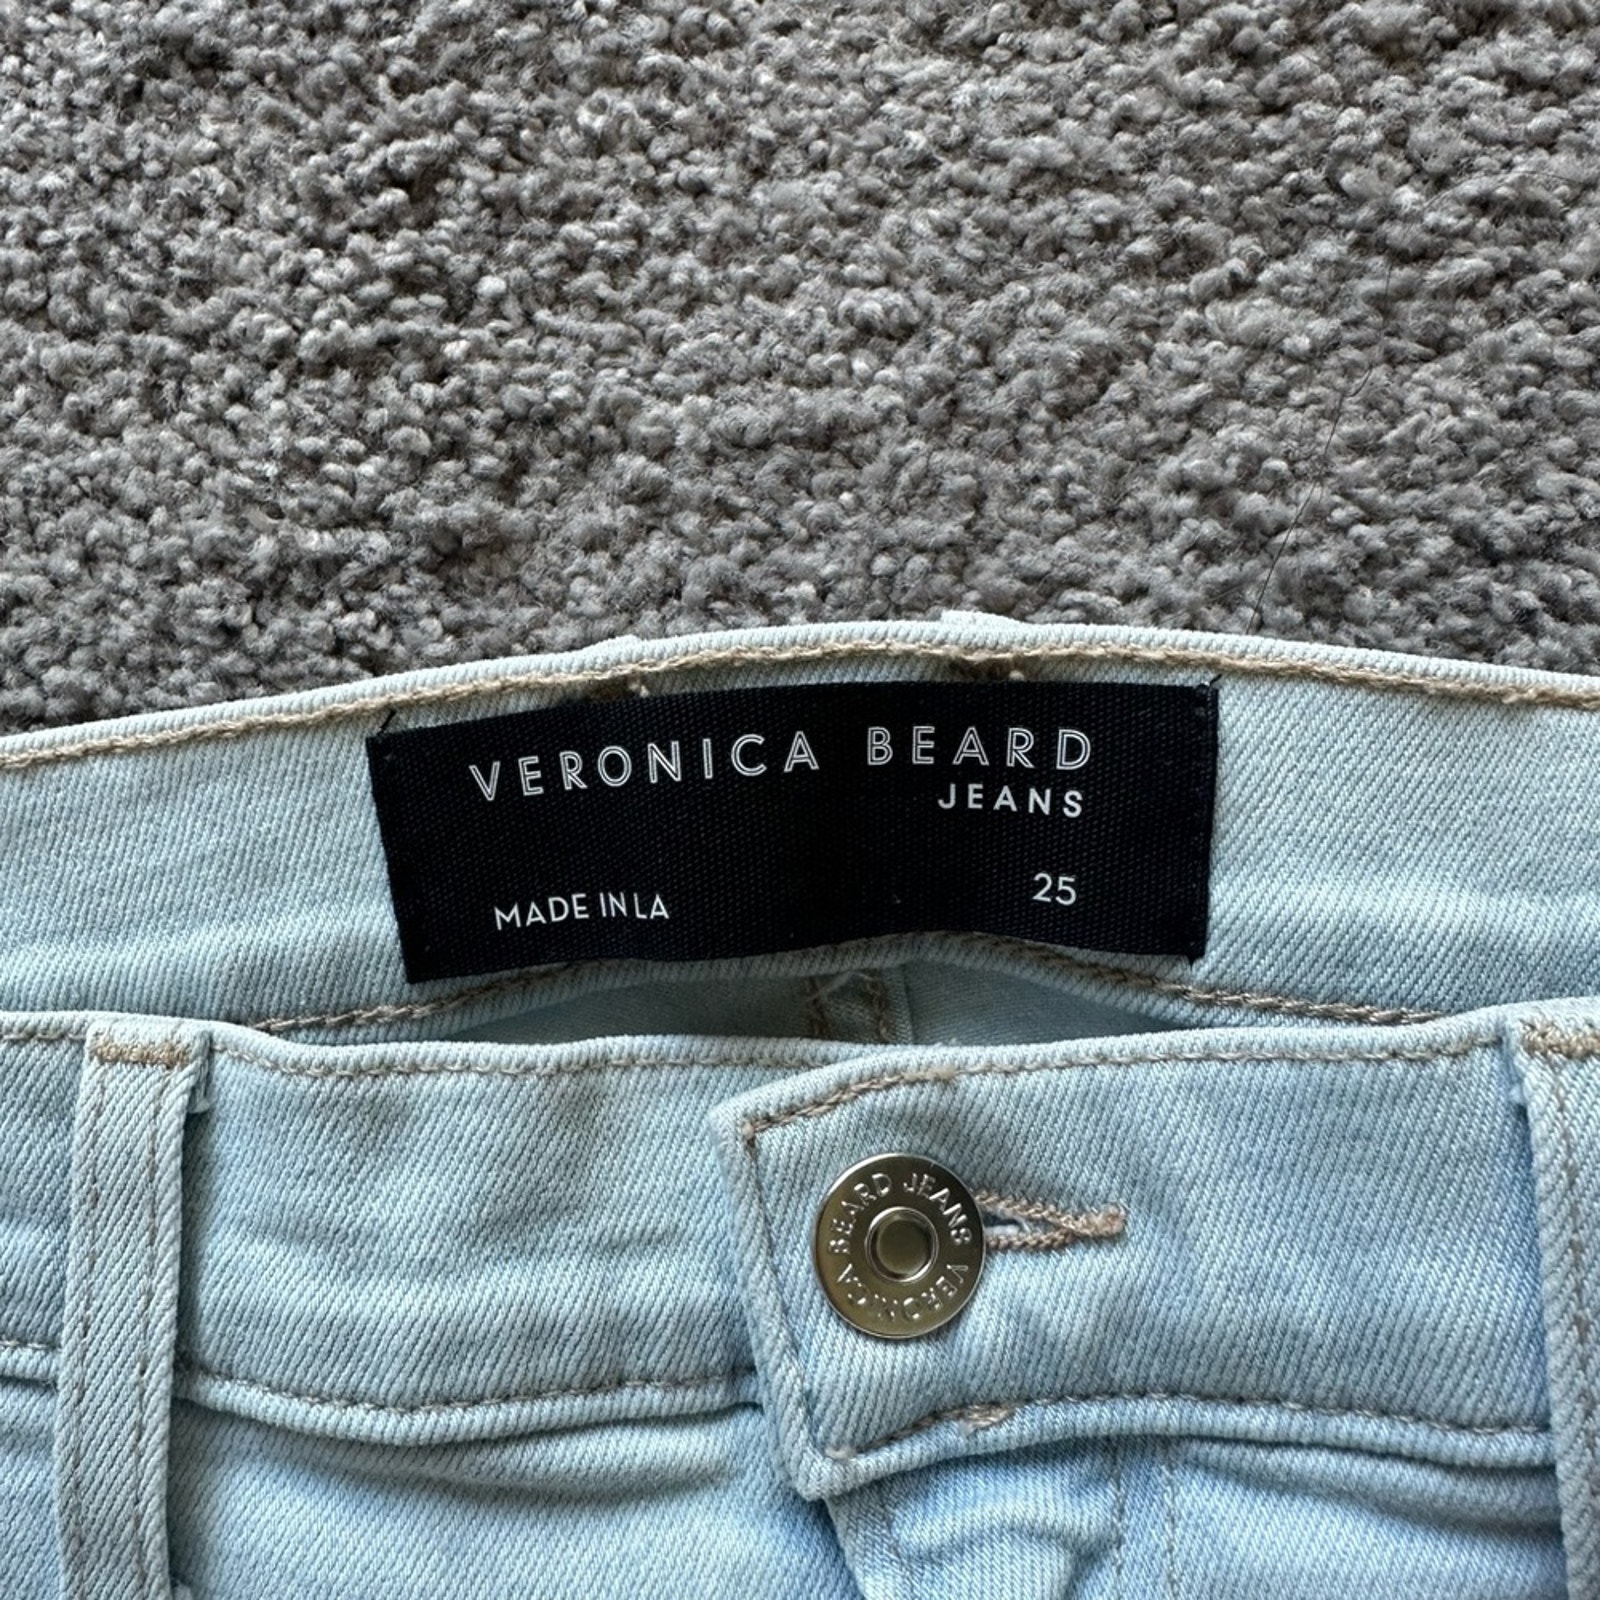 VERONICA BEARD
JEANS
25
MADE IN LA
VERONICA BEARD JEANS